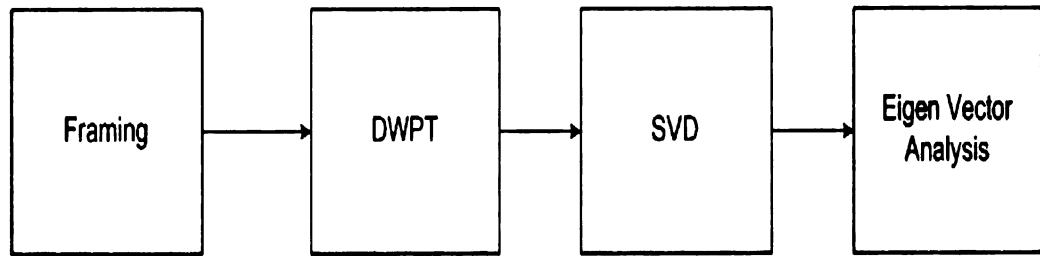 Framing
DWPT
SVD
Eigen Vector
Analysis